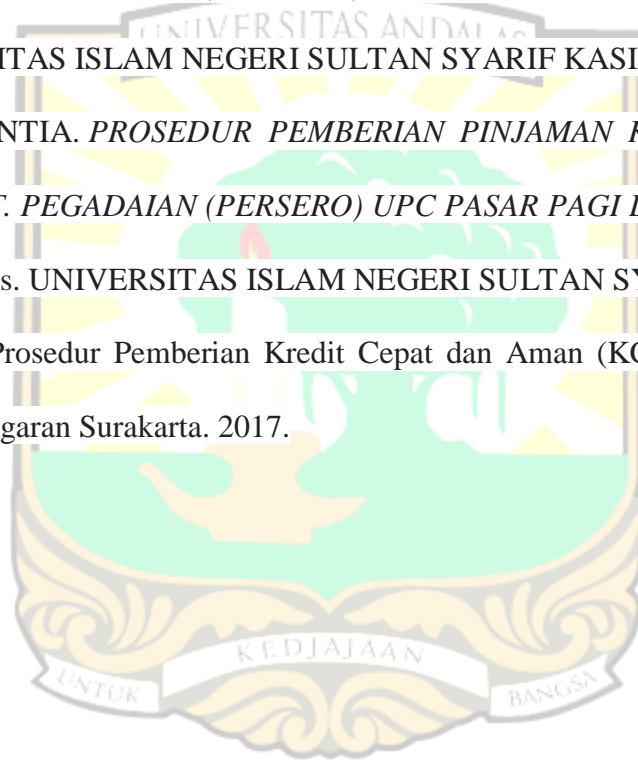 UNIVERSITAS ANDALAS
ITAS ISLAM NEGERI SULTAN SYARIF KASI
NTIA. PROSEDUR PEMBERIAN PINJAMAN K
T. PEGADAIAN (PERSERO) UPC PASAR PAGI
s. UNIVERSITAS ISLAM NEGERI SULTAN SY
Prosedur Pemberian Kredit Cepat dan Aman (KC
garan Surakarta. 2017.
KEDJAJAAN
UNTUK BANGSA